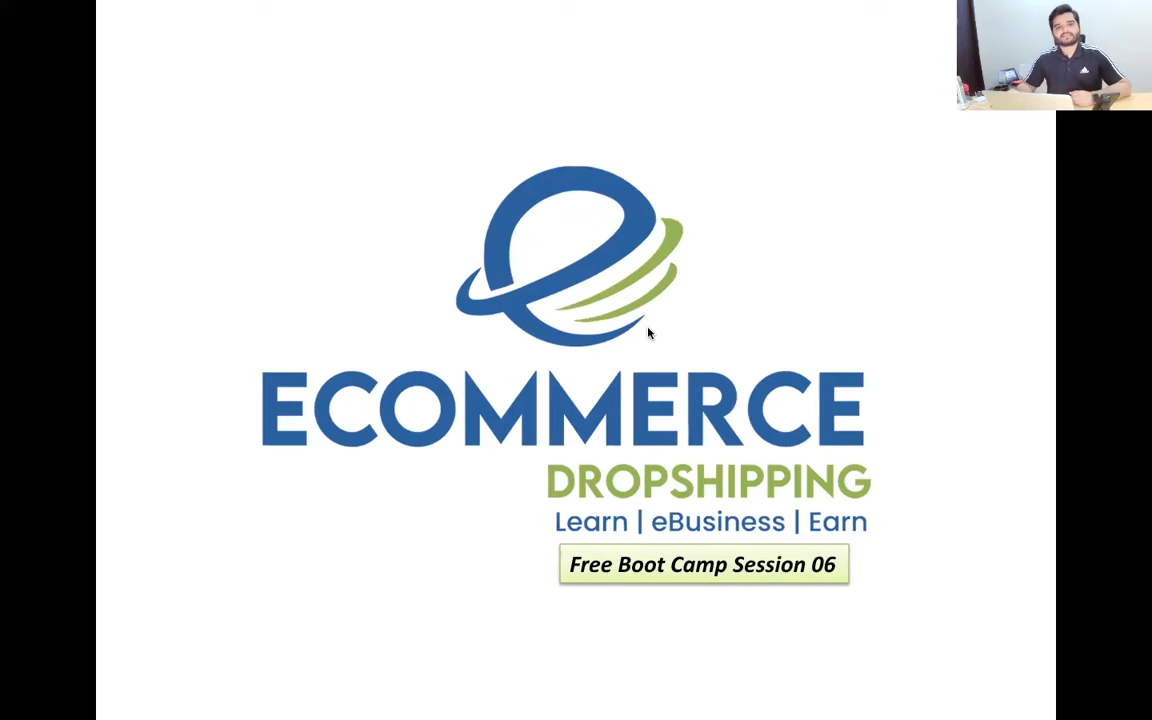 ECOMMERCE
DROPSHIPPING
Learn | eBusiness | Earn
Free Boot Camp Session 06